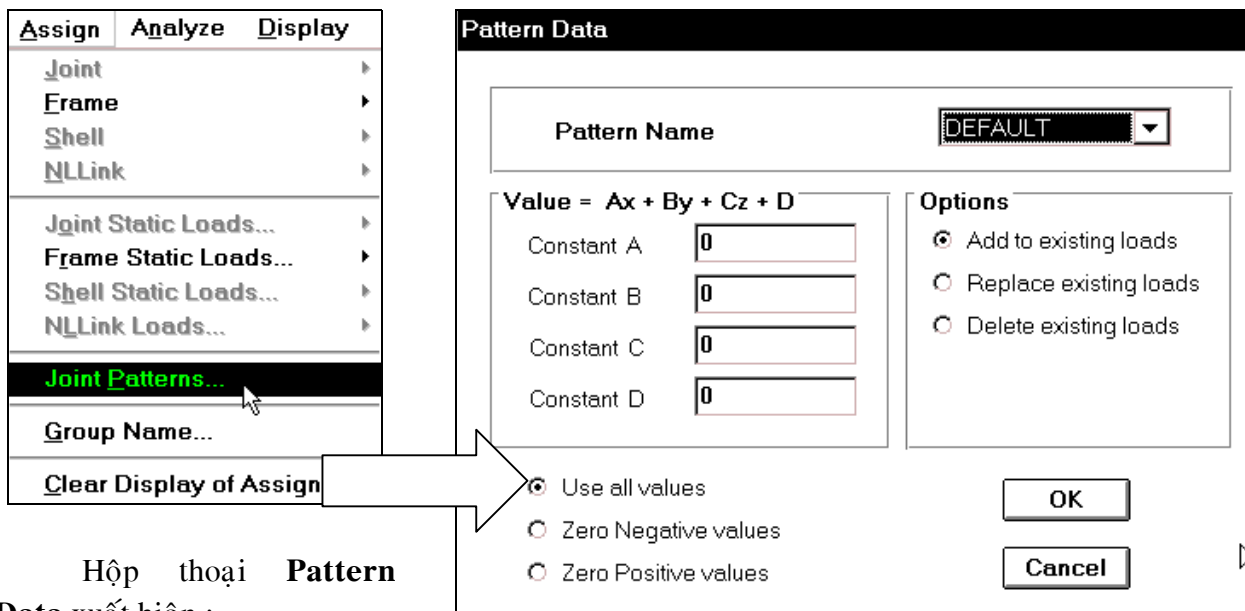 Assign Analyze Display
Joint
Frame
Shell
NLLink
Joint Static Loads...
Frame Static Loads...
Shell Static Loads...
NLLink Loads...
Joint Patterns...
Group Name...
Clear Display of Assign
Hộp thoại Pattern
Data xuất hiện :
Pattern Data
Pattern Name DEFAULT
Value = Ax + By + Cz + D
Constant A 0
Constant B 0
Constant C 0
Constant D 0
Options
Add to existing loads
Replace existing loads
Delete existing loads
Use all values
Zero Negative values
Zero Positive values
OK
Cancel